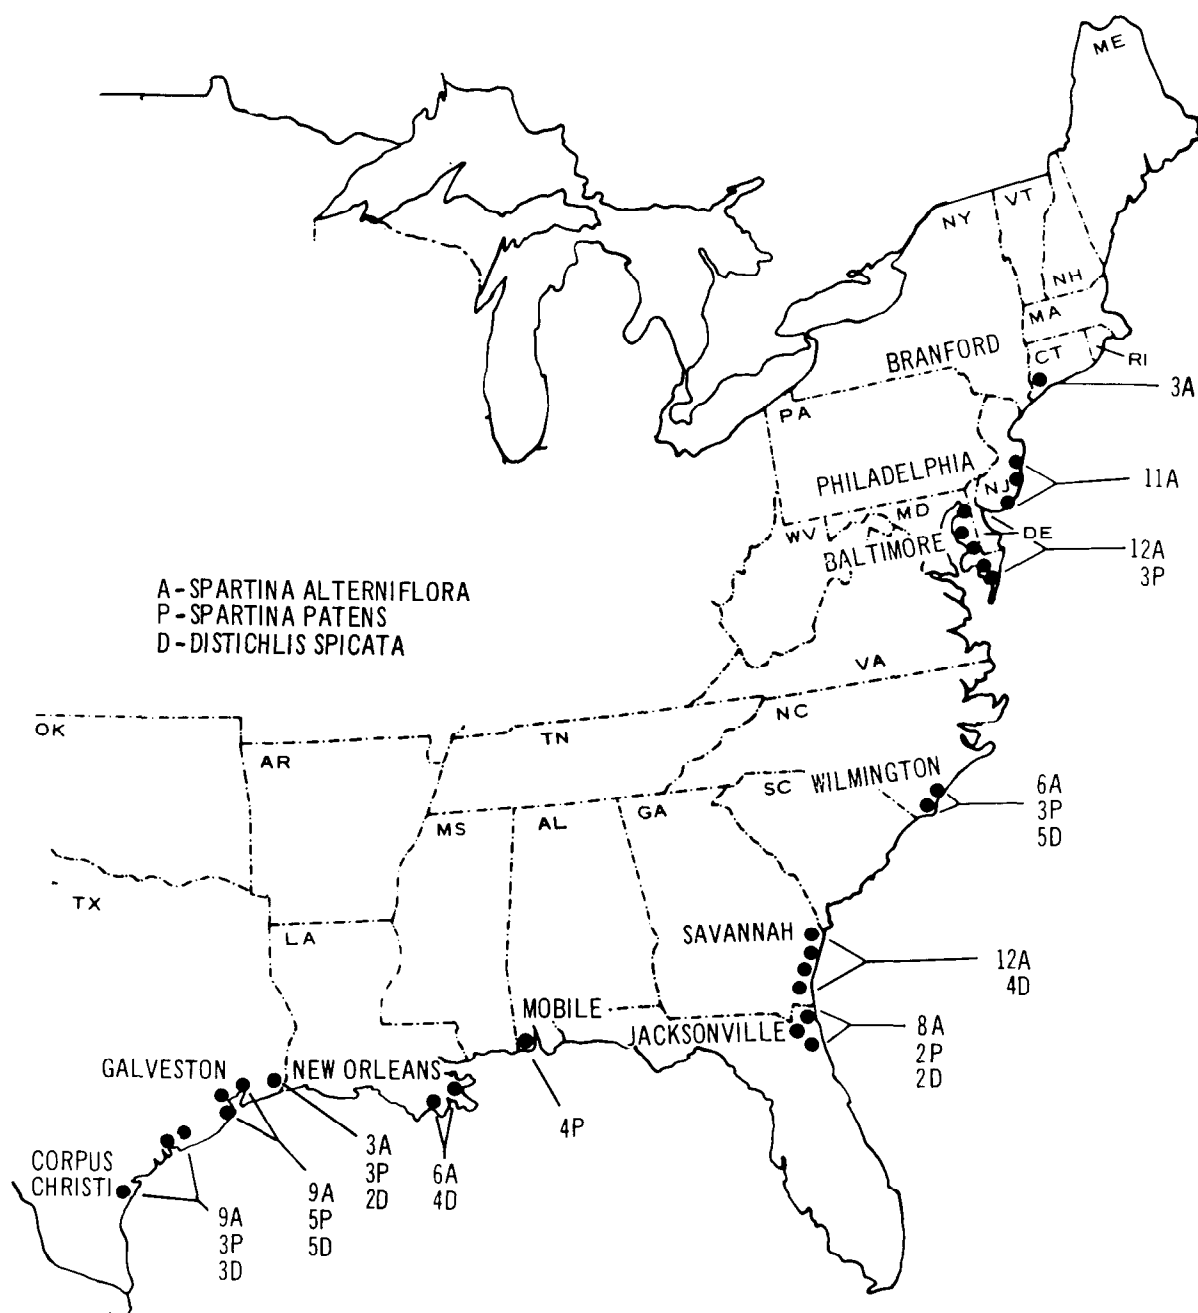 ME
VT
NY
NH
MA
BRANFORD
CT
RI
3A
PA
PHILADELPHIA
NJ
11A
MD
WV
DE
BALTIMORE
12A
3P
A-SPARTINA ALTERNIFLORA
P-SPARTINA PATENS
D-DISTICHLIS SPICATA
VA
OK
TN
NC
AR
WILMINGTON
SC
6A
3P
5D
MS
AL
GA
TX
LA
SAVANNAH
12A
4D
MOBILE
JACKSONVILLE
8A
2P
2D
GALVESTON
NEW ORLEANS
4P
3A
3P
2D
6A
4D
CORPUS
CHRISTI
9A
5P
5D
9A
3P
3D